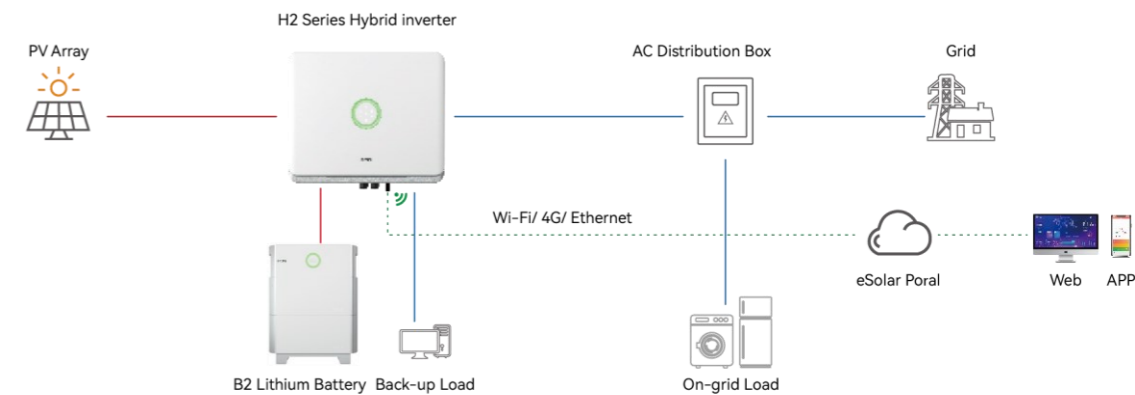 H2 Series Hybrid inverter
PV Array
AC Distribution Box
Grid
Wi-Fi/ 4G/ Ethernet
eSolar Poral
Web
APP
B2 Lithium Battery
Back-up Load
On-grid Load